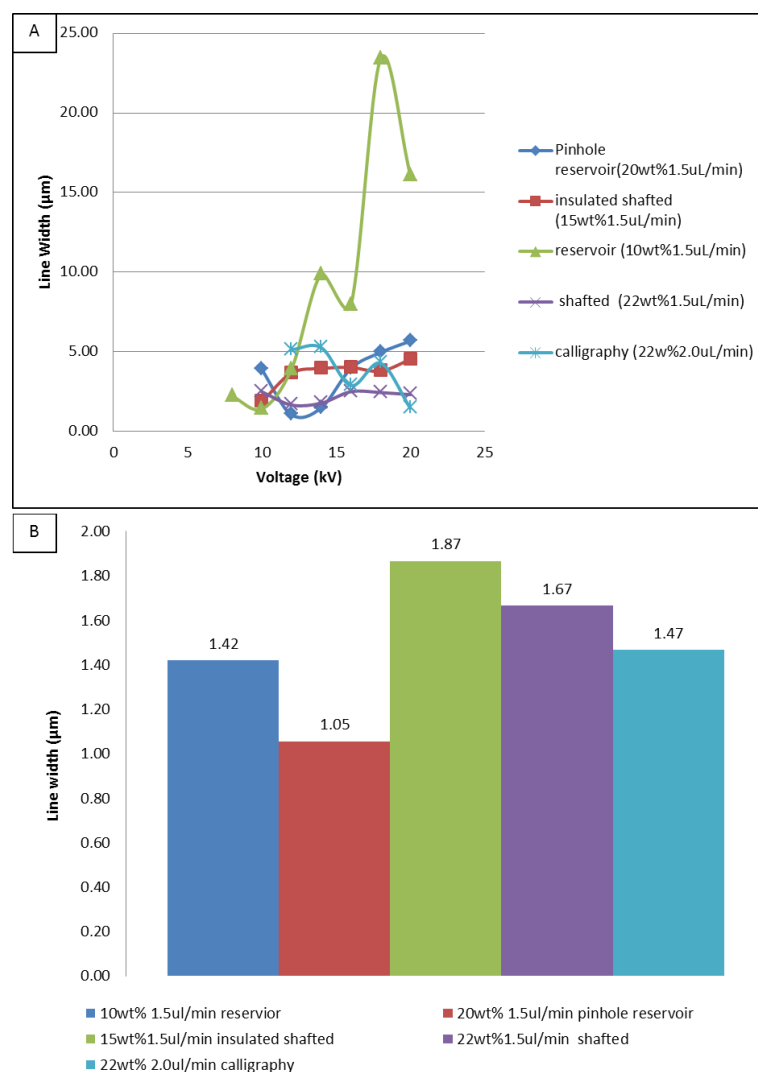 A
25.00
20.00
15.00
10.00
5.00
0.00
Line Width (µm)
0
5
10
15
20
25
Voltage (kV)
Pinhole
reservoir(20wt%1.5uL/min)
insulated shafted
(15wt%1.5uL/min)
reservoir (10wt%1.5uL/min)
shafted (22wt%1.5uL/min)
calligraphy (22w%2.0uL/min)
B
2.00
1.80
1.60
1.40
1.20
1.00
0.80
0.60
0.40
0.20
0.00
Line width (µm)
1.42
1.05
1.87
1.67
1.47
10wt% 1.5ul/min reservior
20wt% 1.5ul/min pinhole reservoir
15wt%1.5ul/min insulated shafted
22wt%1.5ul/min shafted
22wt% 2.0ul/min calligraphy